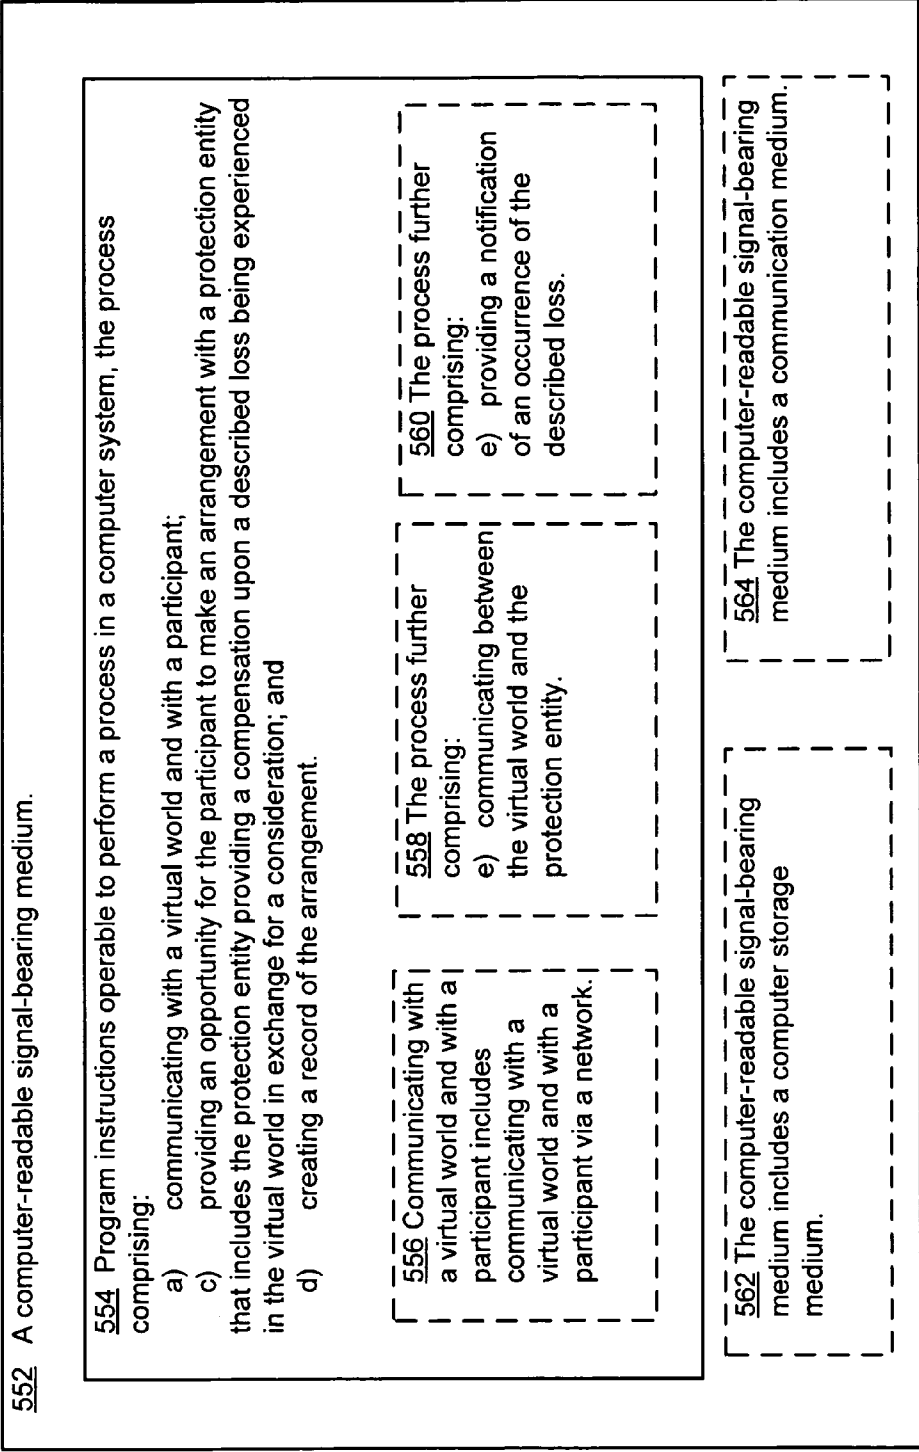 552 A computer-readable signal-bearing medium.
554 Program instructions operable to perform a process in a computer system, the process
comprising:
a) communicating with a virtual world and with a participant;
c) providing an opportunity for the participant to make an arrangement with a protection entity
that includes the protection entity providing a compensation upon a described loss being experienced
in the virtual world in exchange for a consideration; and
d) creating a record of the arrangement.
556 Communicating with
a virtual world and with a
participant includes
communicating with a
virtual world and with a
participant via a network.
558 The process further
comprising:
e) communicating between
the virtual world and the
protection entity.
560 The process further
comprising:
e) providing a notification
of an occurrence of the
described loss.
562 The computer-readable signal-bearing
medium includes a computer storage
medium.
564 The computer-readable signal-bearing
medium includes a communication medium.